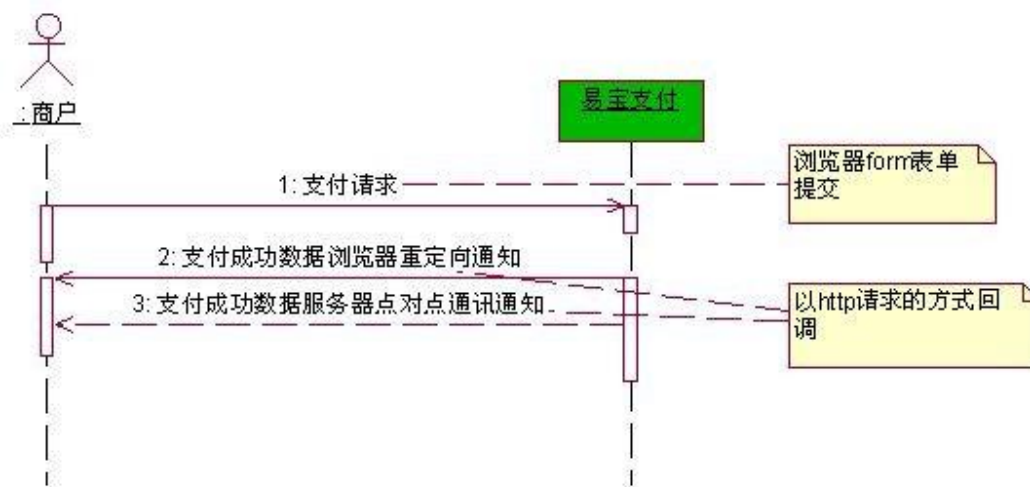 :商户
易宝支付
浏览器form表单
提交
1: 支付请求
2: 支付成功数据浏览器重定向通知
3: 支付成功数据服务器点对点通讯通知
以http请求的方式回
调